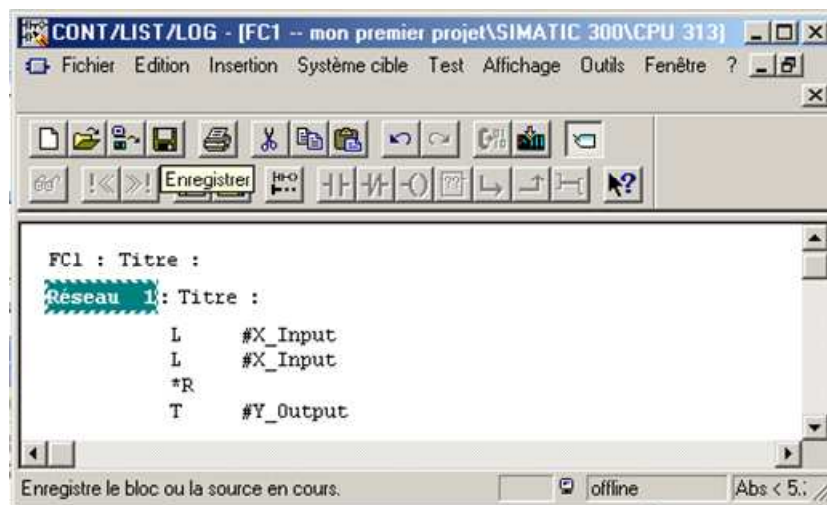 CONT/LIST/LOG - [FC1 -- mon premier projet\SIMATIC 300\CPU 313]
Fichier Edition Insertion Système cible Test Affichage Outils Fenêtre ?
Enregistrer
FC1 : Titre :
Réseau 1: Titre :
L #X_Input
L #X_Input
*R
T #Y_Output
Enregistre le bloc ou la source en cours. offline Abs < 5.